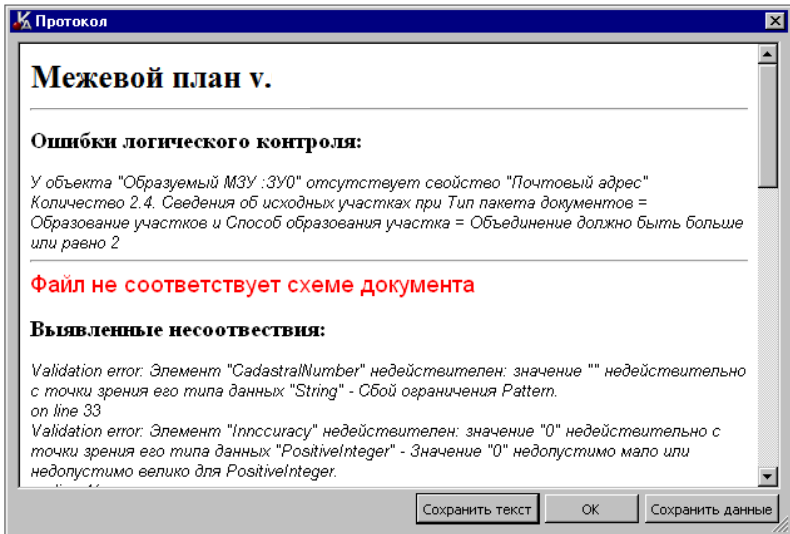 Протокол
Межевой план v.
Ошибки логического контроля:
У объекта "Образуемый МЗУ :ЗУ0" отсутствует свойство "Почтовый адрес"
Количество 2.4. Сведения об исходных участках при Тип пакета документов =
Образование участков и Способ образования участка = Объединение должно быть больше
или равно 2
Файл не соответствует схеме документа
Выявленные несоотвествия:
Validation error: Элемент "CadastralNumber" недействителен: значение "" недействительно
с точки зрения его типа данных "String" - Сбой ограничения Pattern.
on line 33
Validation error: Элемент "Innccuracy" недействителен: значение "0" недействительно с
точки зрения его типа данных "PositiveInteger" - Значение "0" недопустимо мало или
недопустимо велико для PositiveInteger.
Сохранить текст
ОК
Сохранить данные